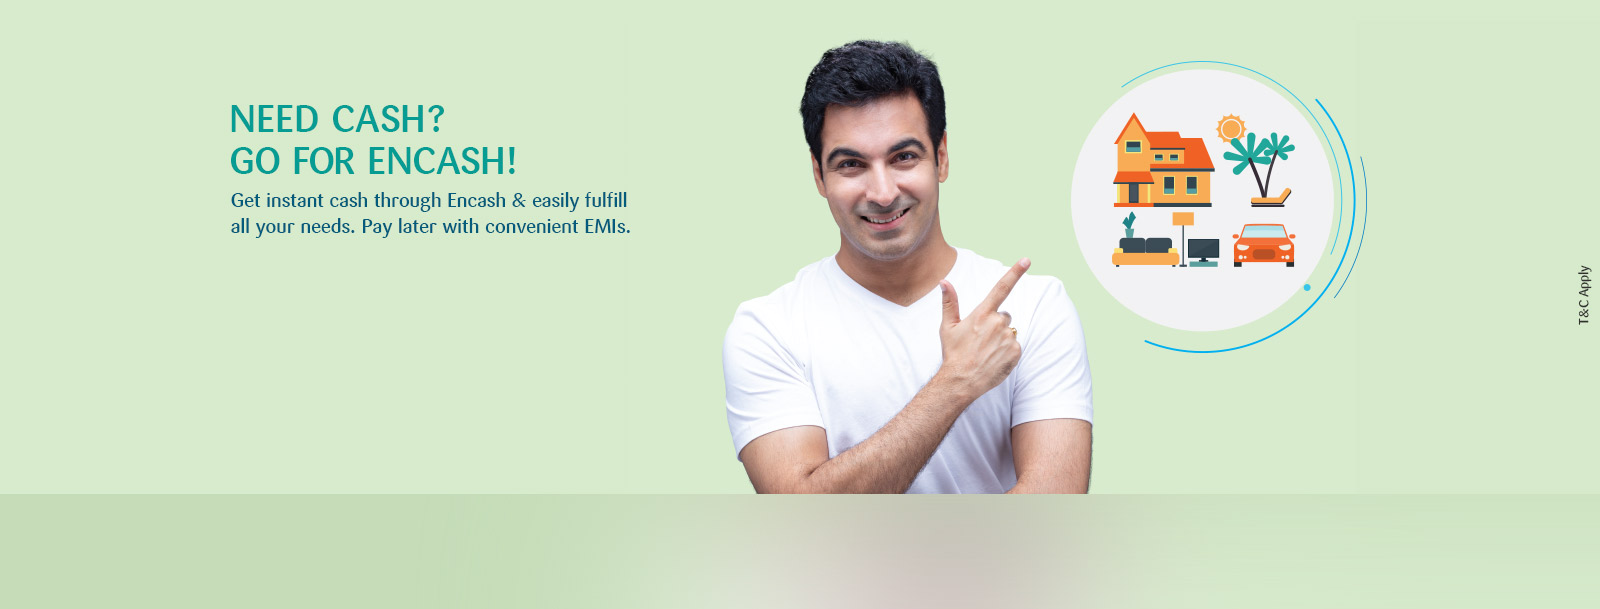 NEED CASH?
GO FOR ENCASH!
Get instant cash through Encash & easily fulfill
all your needs. Pay later with convenient EMIs.
T&C Apply